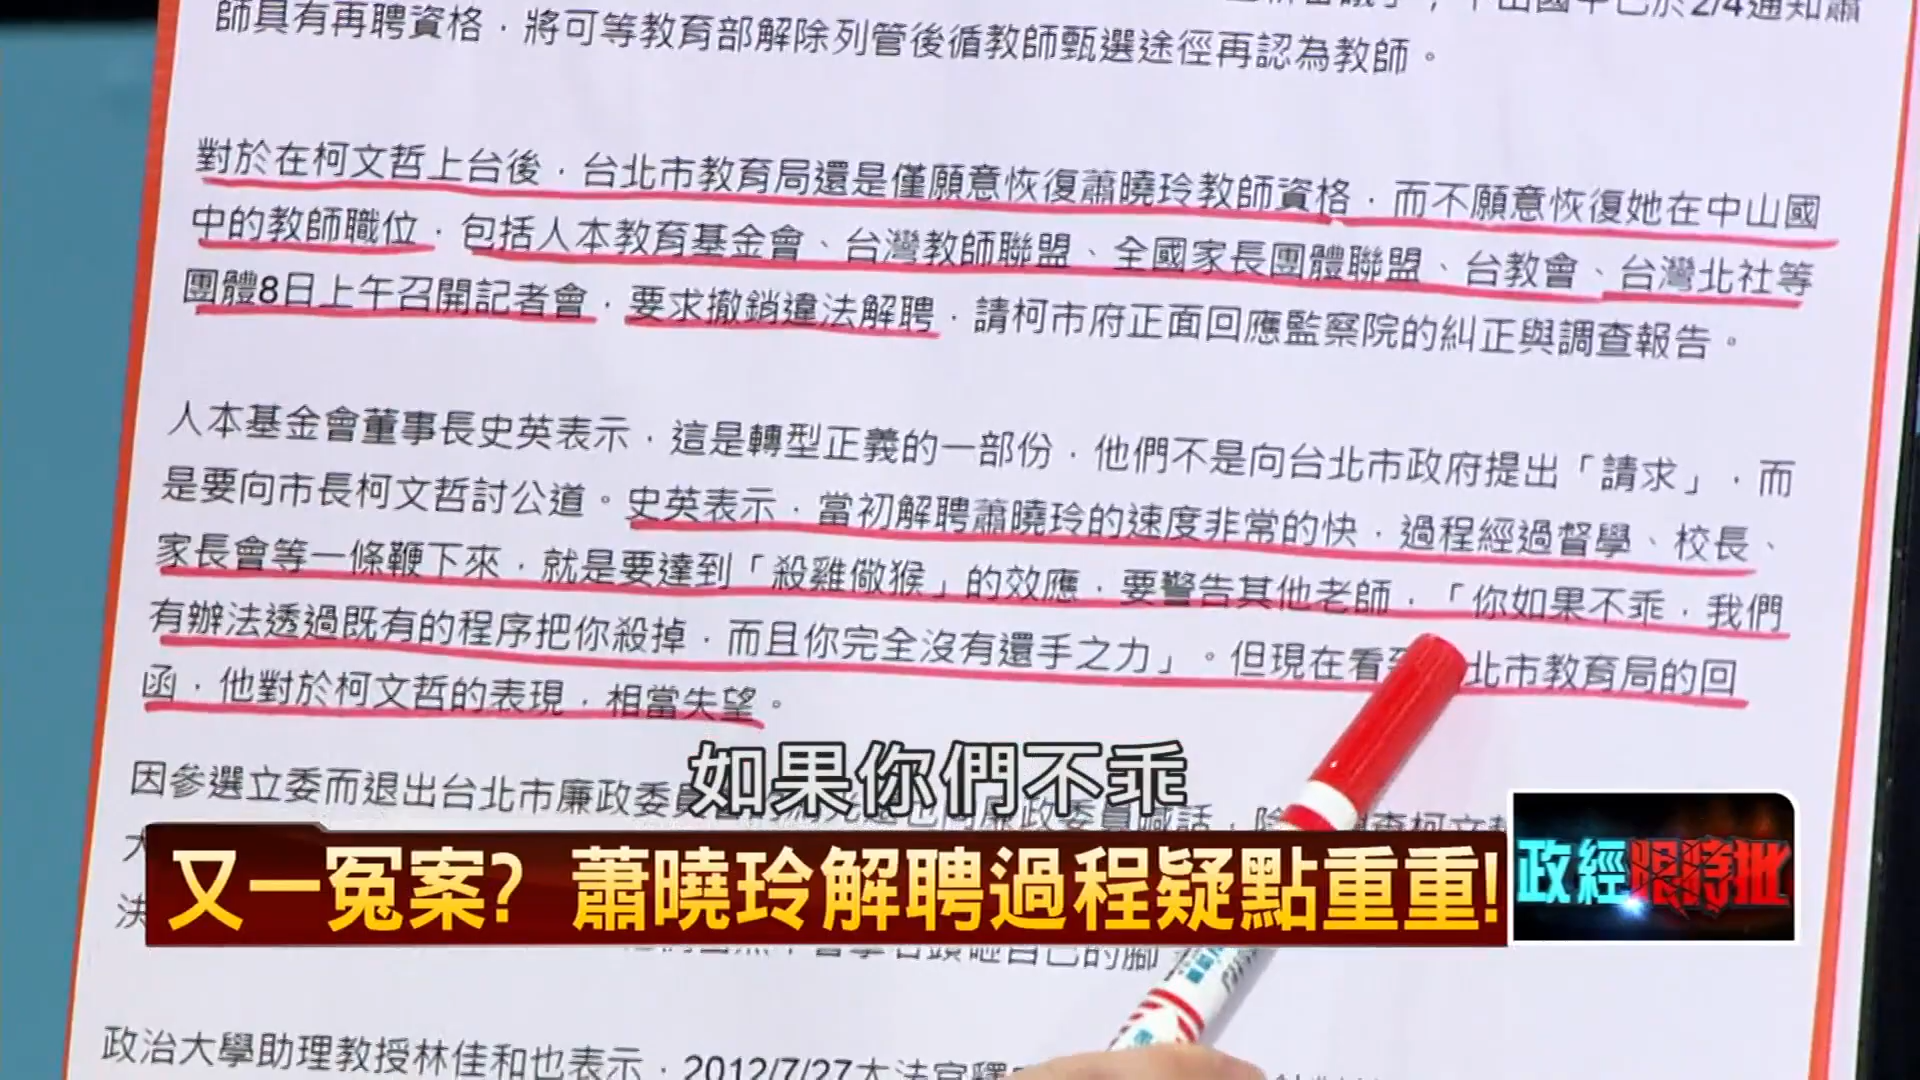 師具有再聘資格，將可等教育部解除列管後循教師甄選途徑再認為教師。
對於在柯文哲上台後，台北市教育局還是僅願意恢復蕭曉玲教師資格，而不願意恢復她在中山國
中的教師職位，包括人本教育基金會、台灣教師聯盟、全國家長團體聯盟、台教會、台灣北社等
團體8日上午召開記者會，要求撤銷違法解聘，請柯市府正面回應監察院的糾正與調查報告。
人本基金會董事長史英表示，這是轉型正義的一部份，他們不是向台北市政府提出「請求」，而
是要向市長柯文哲討公道。史英表示，當初解聘蕭曉玲的速度非常的快，過程經過督學、校長、
家長會等一條鞭下來，就是要達到「殺雞儆猴」的效應，要警告其他老師，「你如果不乖，我們
有辦法透過既有的程序把你殺掉，而且你完全沒有還手之力」。但現在看 北市教育局的回
函，他對於柯文哲的表現，相當失望。
因參選立委而退出台北市廉政委
如果你們不乖
又一冤案? 蕭曉玲解聘過程疑點重重!
政經狠狠批
政治大學助理教授林佳和也表示，2012/7/27大法官釋